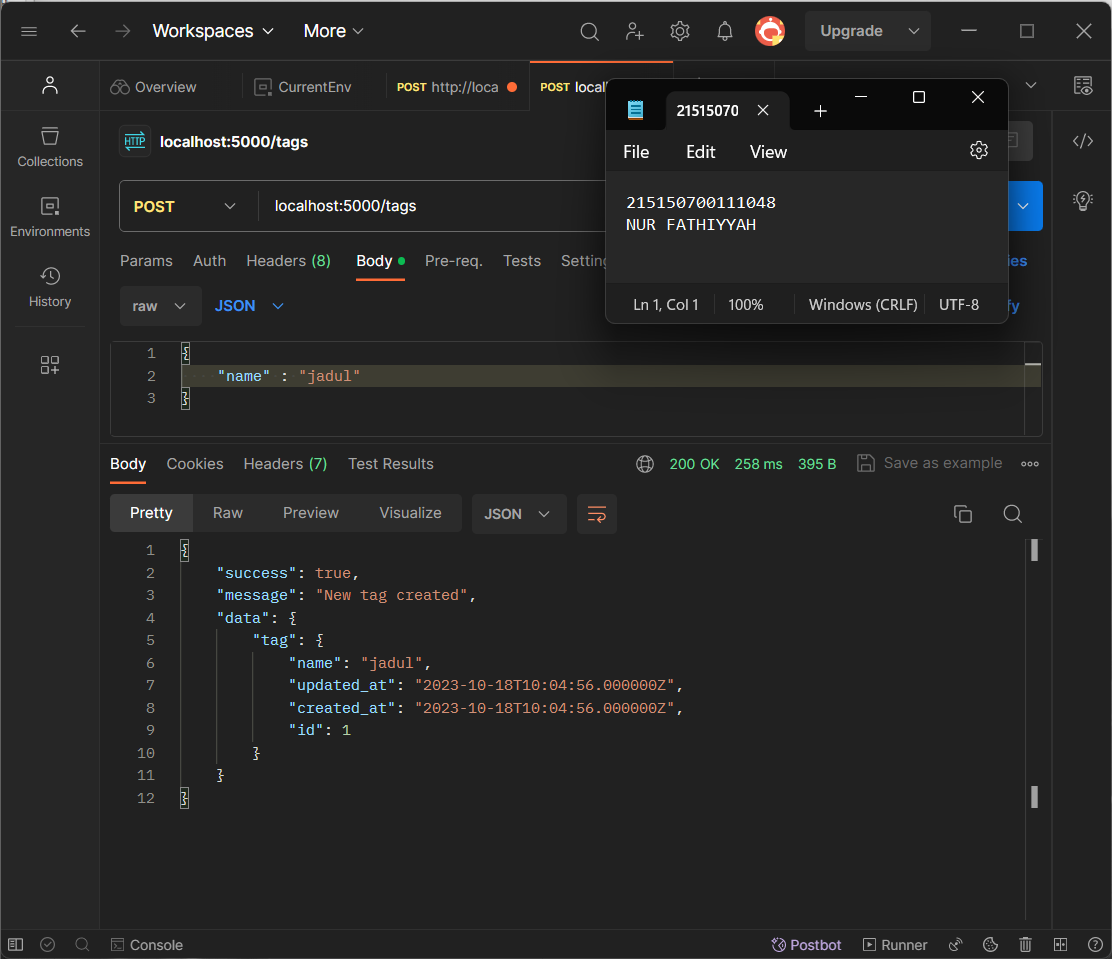 Workspaces More Upgrade
Overview CurrentEnv POST http://loca POST local
21515070
File Edit View
215150700111048
NUR FATHIYYAH
Ln 1, Col 1 100% Windows (CRLF) UTF-8
Collections
Environments
History
HTTP localhost:5000/tags
POST localhost:5000/tags
Params Auth Headers (8) Body Pre-req. Tests Setting
raw JSON
1 {
2 "name" : "jadul"
3 }
Body Cookies Headers (7) Test Results 200 OK 258 ms 395 B Save as example
Pretty Raw Preview Visualize JSON
1 {
2 "success": true,
3 "message": "New tag created",
4 "data": {
5 "tag": {
6 "name": "jadul",
7 "updated_at": "2023-10-18T10:04:56.000000Z",
8 "created_at": "2023-10-18T10:04:56.000000Z",
9 "id": 1
10 }
11 }
12 }
Console Postbot Runner